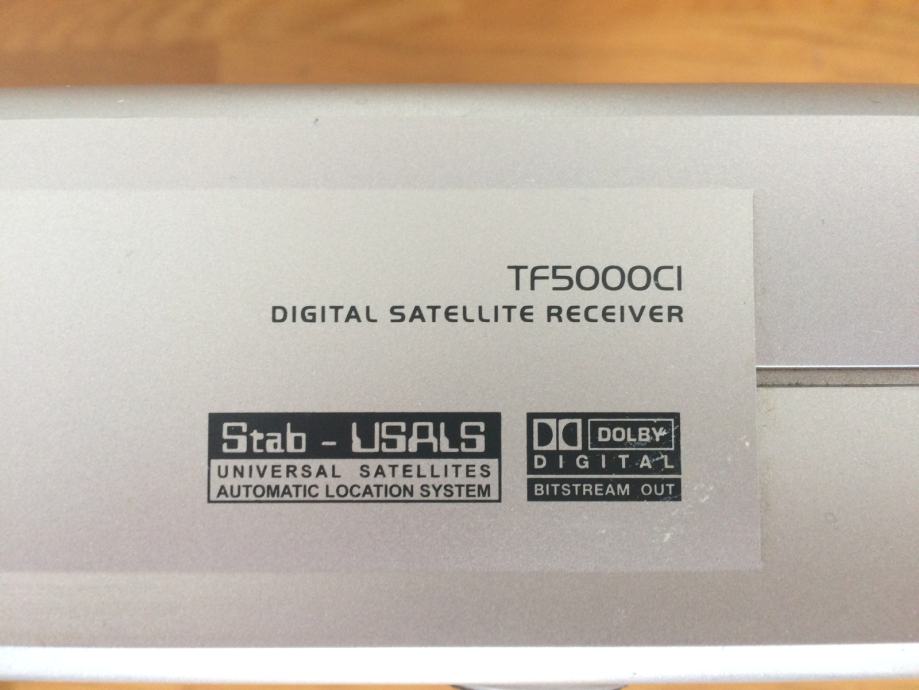 TF5000CI
DIGITAL SATELLITE RECEIVER
Stab - USALS
UNIVERSAL SATELLITES
AUTOMATIC LOCATION SYSTEM
DOLBY
DIGITAL
BITSTREAM OUT